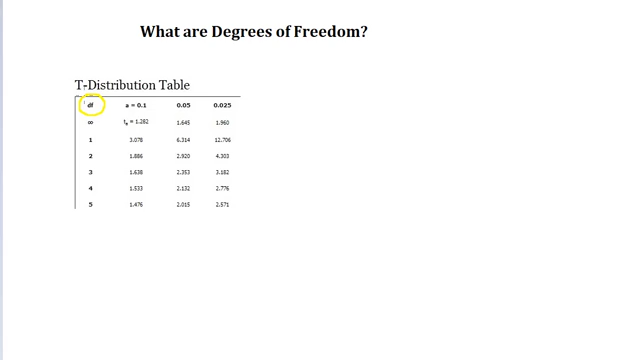 What are Degrees of Freedom?
T-Distribution Table
df a = 0.1 0.05 0.025
∞ tₐ = 1.282 1.645 1.960
1 3.078 6.314 12.706
2 1.886 2.920 4.303
3 1.638 2.353 3.182
4 1.533 2.132 2.776
5 1.476 2.015 2.571